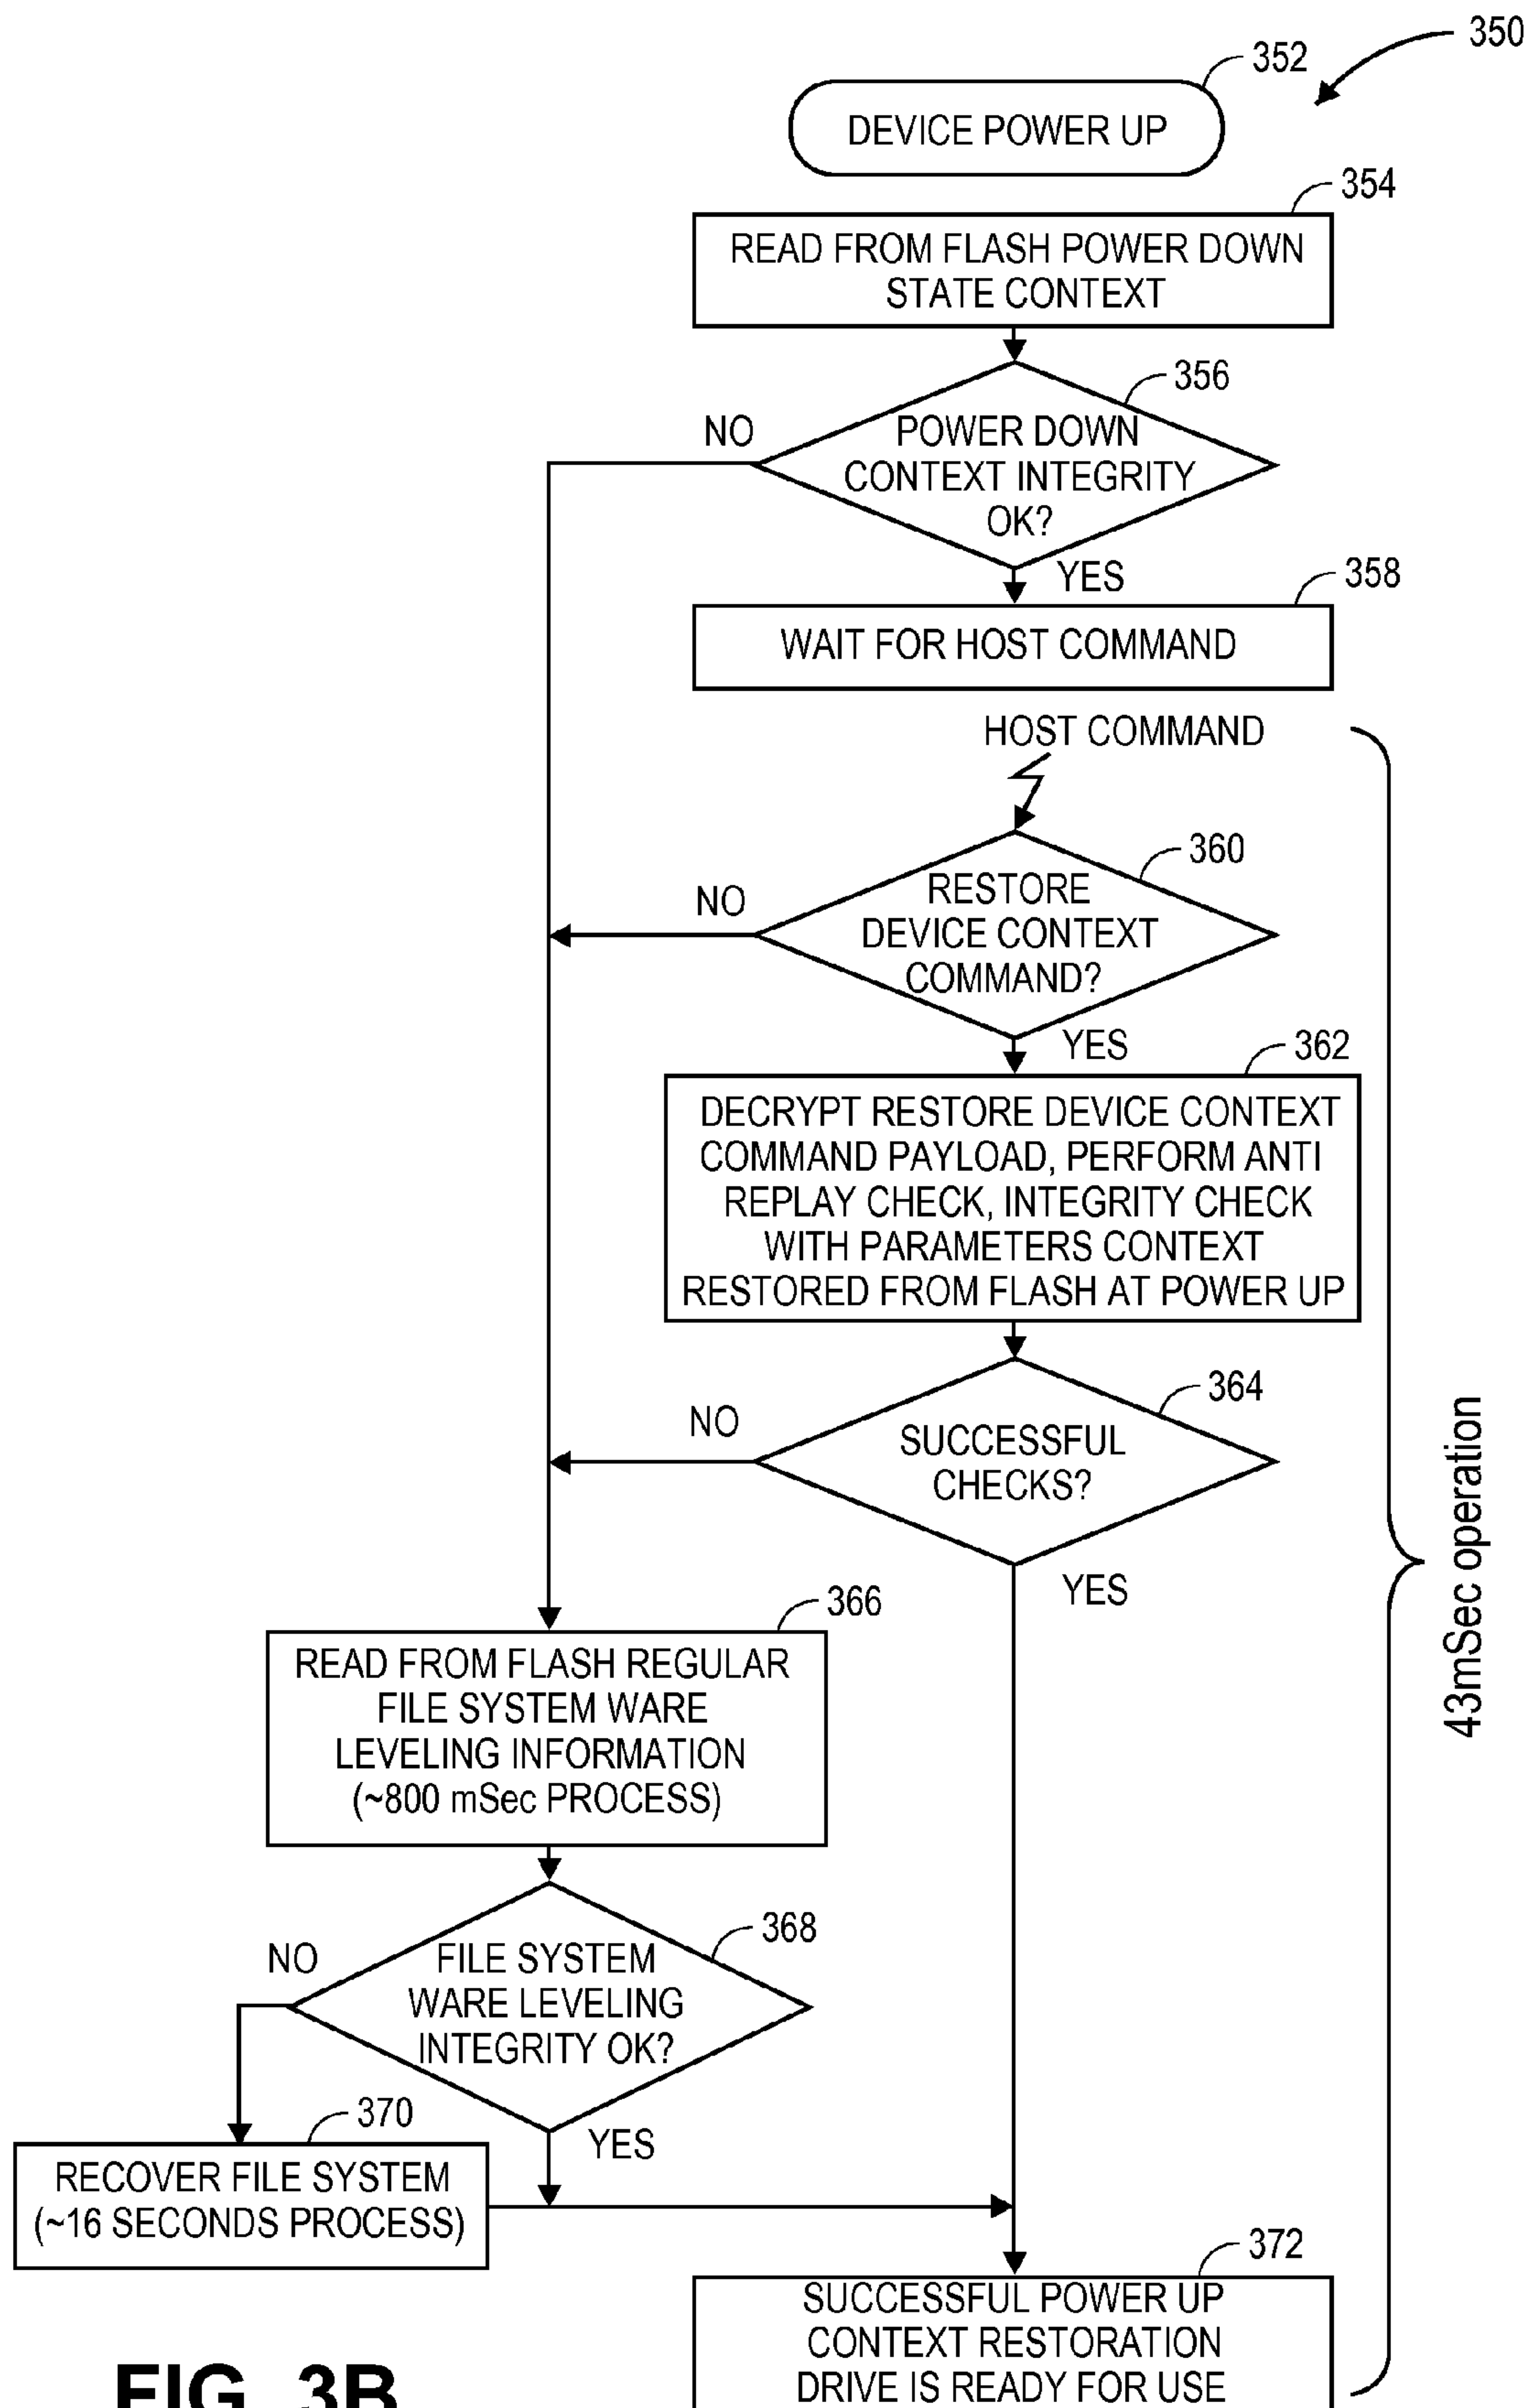 350
352
DEVICE POWER UP
354
READ FROM FLASH POWER DOWN
STATE CONTEXT
356
NO
POWER DOWN
CONTEXT INTEGRITY
OK?
YES
358
WAIT FOR HOST COMMAND
HOST COMMAND
360
NO
RESTORE
DEVICE CONTEXT
COMMAND?
YES
362
DECRYPT RESTORE DEVICE CONTEXT
COMMAND PAYLOAD, PERFORM ANTI
REPLAY CHECK, INTEGRITY CHECK
WITH PARAMETERS CONTEXT
RESTORED FROM FLASH AT POWER UP
364
NO
SUCCESSFUL
CHECKS?
YES
43mSec operation
366
READ FROM FLASH REGULAR
FILE SYSTEM WARE
LEVELING INFORMATION
(~800 mSec PROCESS)
368
NO
FILE SYSTEM
WARE LEVELING
INTEGRITY OK?
YES
370
RECOVER FILE SYSTEM
(~16 SECONDS PROCESS)
372
SUCCESSFUL POWER UP
CONTEXT RESTORATION
DRIVE IS READY FOR USE
FIG. 3B